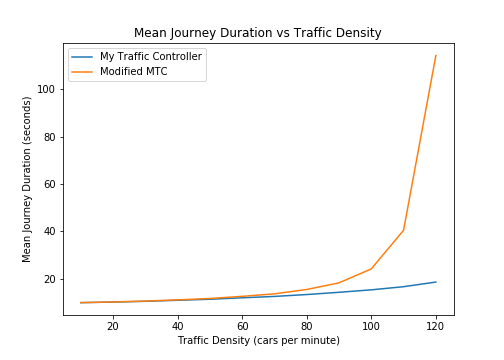 Mean Journey Duration vs Traffic Density
My Traffic Controller
Modified MTC
100
80
60
40
20
Mean Journey Duration (seconds)
20 40 60 80 100 120
Traffic Density (cars per minute)